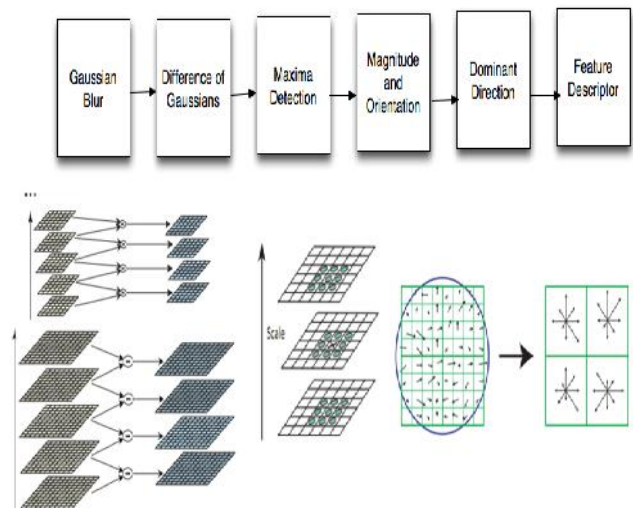 Gaussian
Blur
Difference of
Gaussians
Maxima
Detection
Magnitude
and
Orientation
Dominant
Direction
Feature
Descriptor
...
Scale